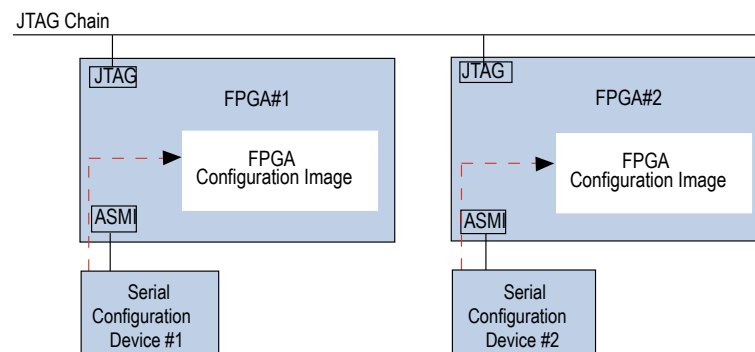 JTAG Chain
JTAG
FPGA#1
FPGA
Configuration Image
ASMI
Serial
Configuration
Device #1
JTAG
FPGA#2
FPGA
Configuration Image
ASMI
Serial
Configuration
Device #2